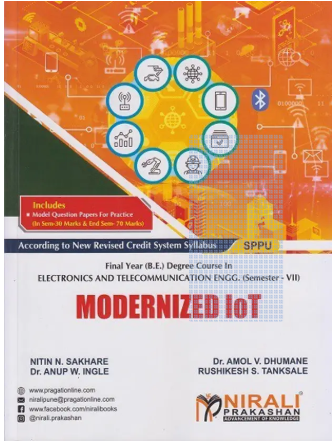 Includes
★ Model Question Papers For Practice
(In Sem-30 Marks & End Sem- 70 Marks)
According to New Revised Credit System Syllabus SPPU
Final Year (B.E.) Degree Course In
ELECTRONICS AND TELECOMMUNICATION ENGG. (Semester - VII)
MODERNIZED IoT
NITIN N. SAKHARE
Dr. ANUP W. INGLE
Dr. AMOL V. DHUMANE
RUSHIKESH S. TANKSALE
www.pragationline.com
niralipune@pragationline.com
www.facebook.com/niralibooks
@nirali.prakashan
NIRALI
PRAKASHAN
ADVANCEMENT OF KNOWLEDGE